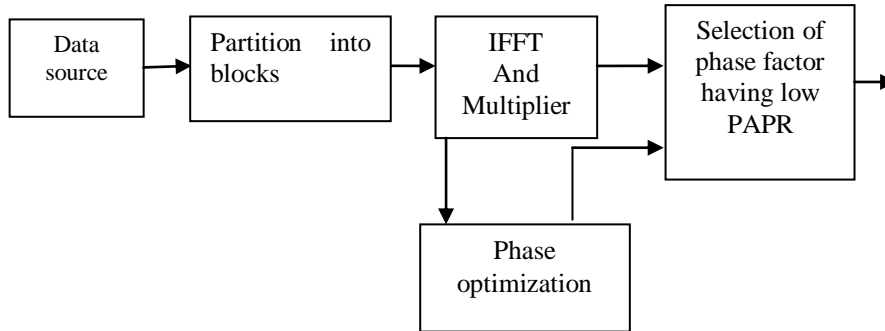 Data
source
Partition into
blocks
IFFT
And
Multiplier
Selection of
phase factor
having low
PAPR
Phase
optimization